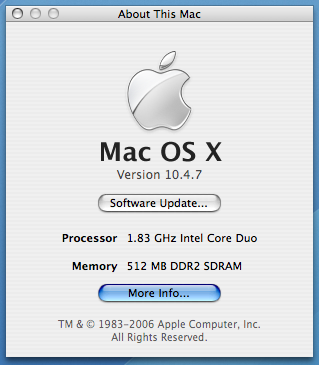 About This Mac
Mac OS X
Version 10.4.7
Software Update...
Processor 1.83 GHz Intel Core Duo
Memory 512 MB DDR2 SDRAM
More Info...
TM & © 1983-2006 Apple Computer, Inc.
All Rights Reserved.